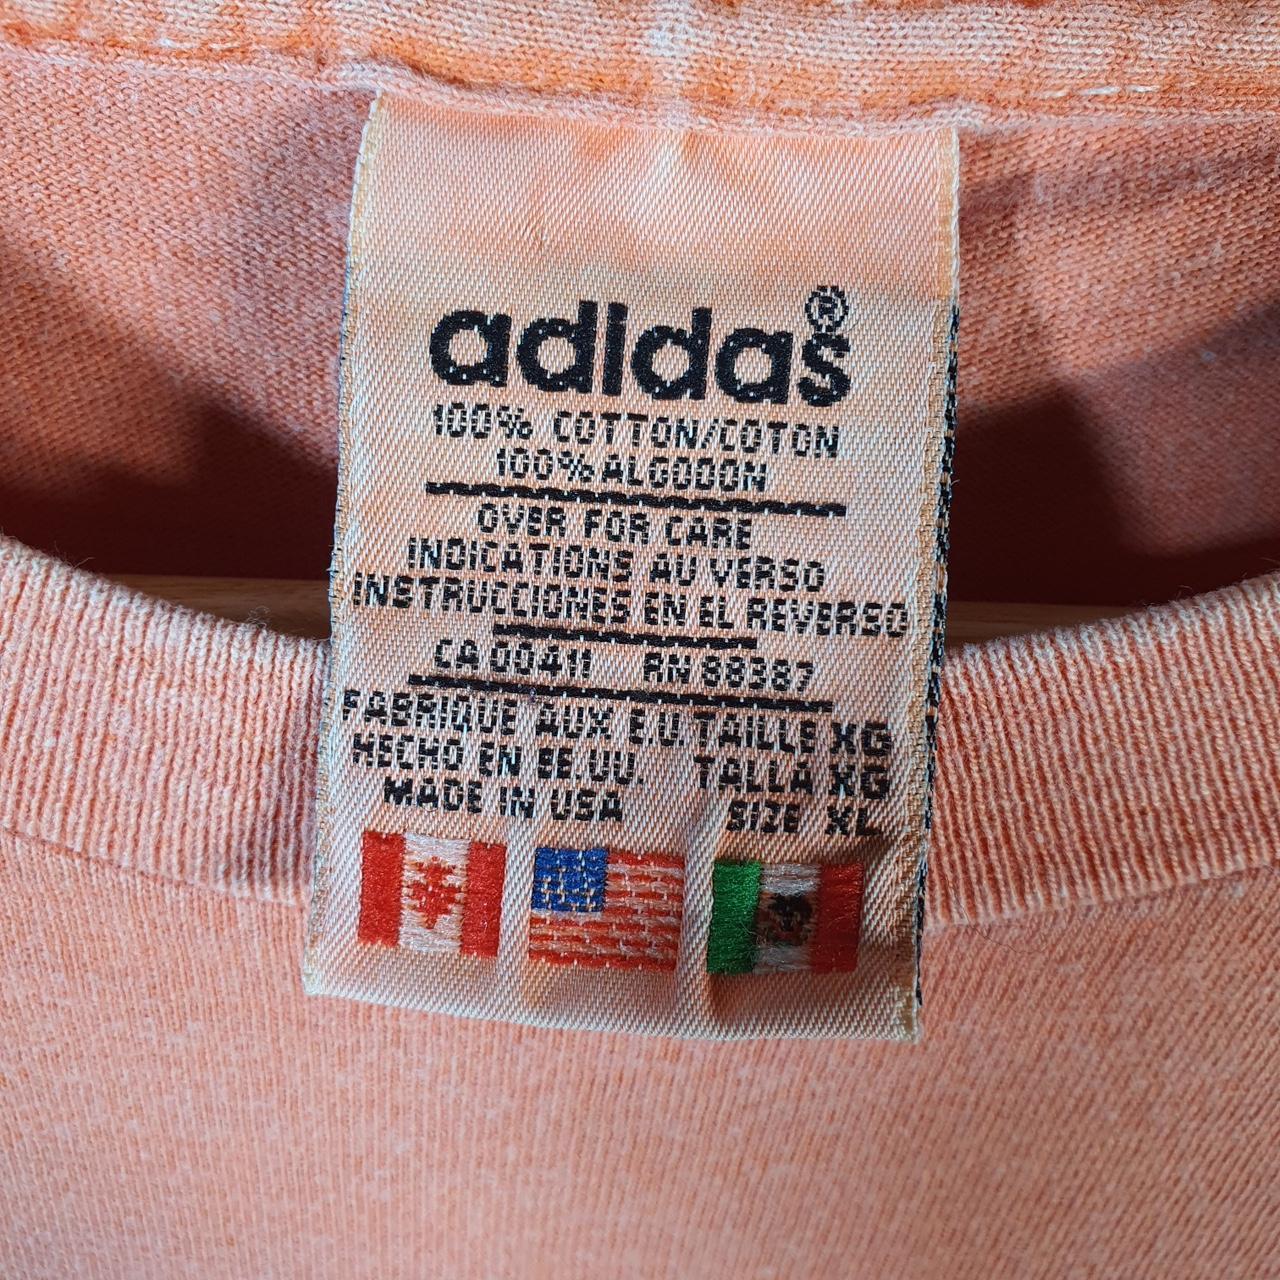 adidas®
100% COTTON/COTON
100% ALGODON
OVER FOR CARE
INDICATIONS AU VERSO
INSTRUCCIONES EN EL REVERSO
CA 00411 RN 88387
FABRIQUE AUX E.U. TAILLE XG
HECHO EN EE.UU. TALLA XG
MADE IN USA SIZE XL